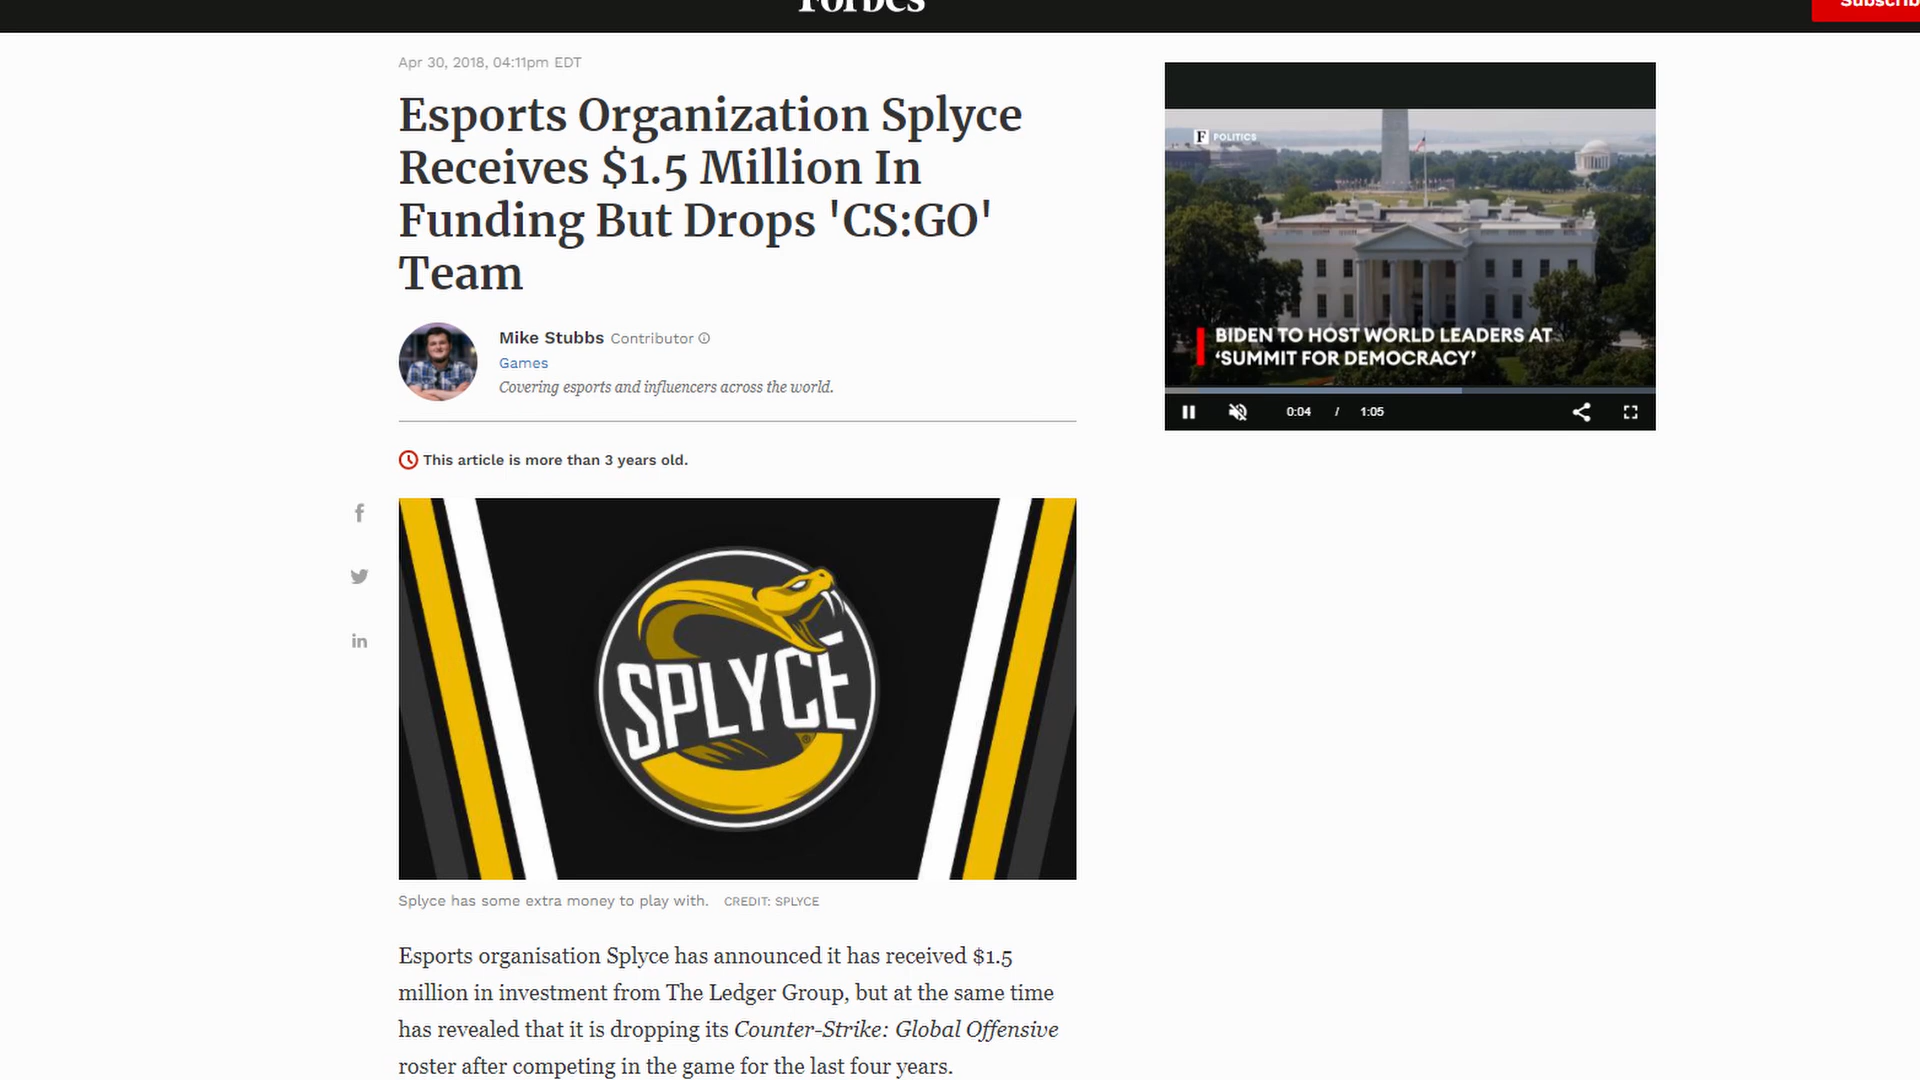 Forbes
Subscribe
Apr 30, 2018, 04:11pm EDT
Esports Organization Splyce
Receives $1.5 Million In
Funding But Drops 'CS:GO'
Team
Mike Stubbs Contributor
Games
Covering esports and influencers across the world.
This article is more than 3 years old.
f
in
SPLYCE
®
Splyce has some extra money to play with. CREDIT: SPLYCE
Esports organisation Splyce has announced it has received $1.5
million in investment from The Ledger Group, but at the same time
has revealed that it is dropping its Counter-Strike: Global Offensive
roster after competing in the game for the last four years.
F POLITICS
BIDEN TO HOST WORLD LEADERS AT
‘SUMMIT FOR DEMOCRACY’
0:04 / 1:05